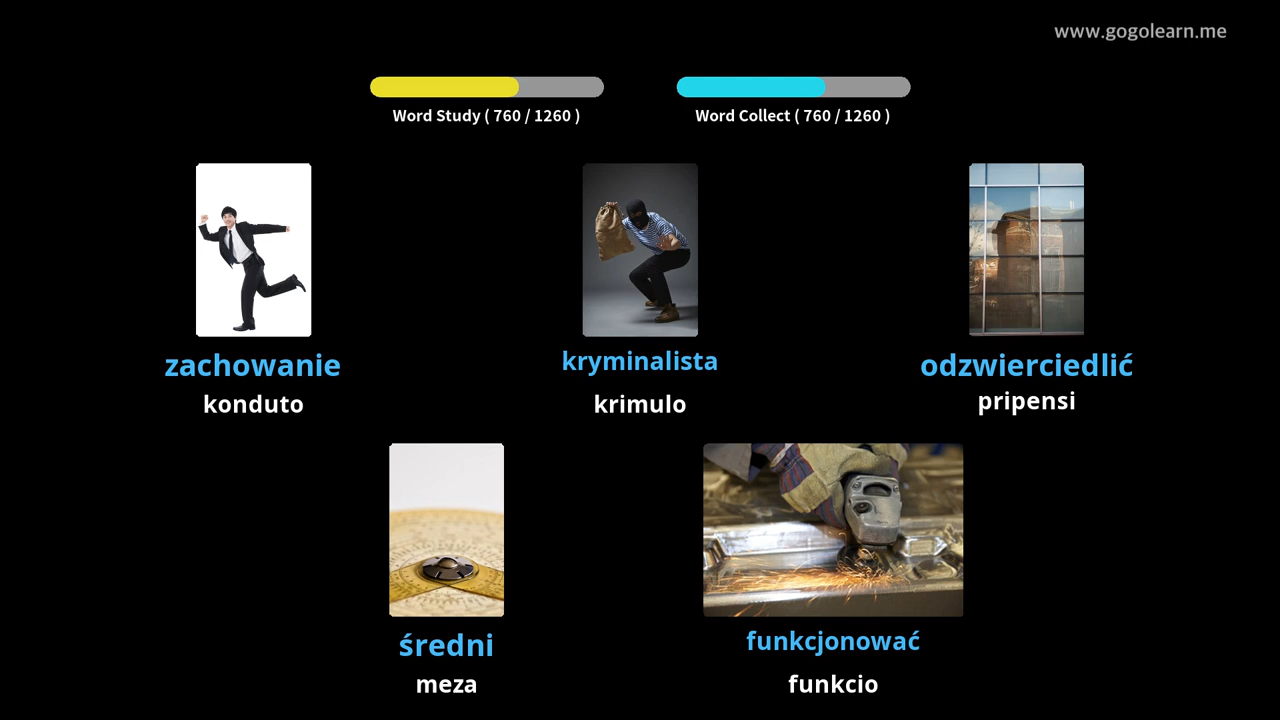 www.gogolearn.me
Word Study ( 760 / 1260 )
Word Collect ( 760 / 1260 )
zachowanie
konduto
kryminalista
krimulo
odzwierciedlić
pripensi
średni
meza
funkcjonować
funkcio